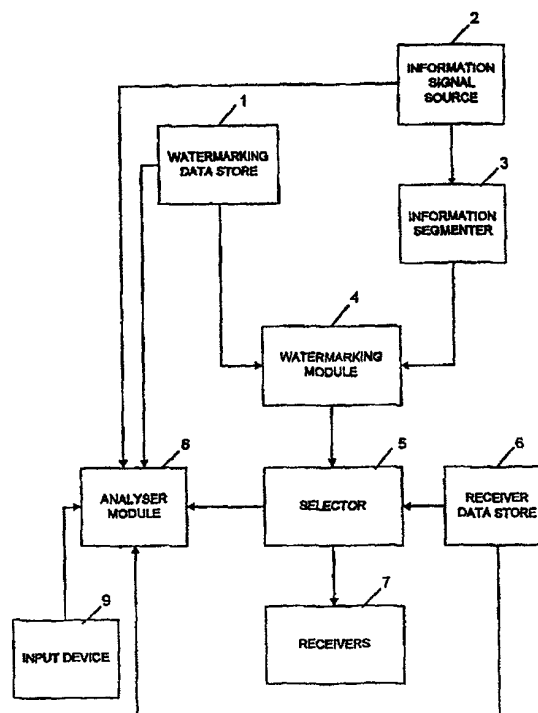 2
INFORMATION
SIGNAL
SOURCE
1
WATERMARKING
DATA STORE
3
INFORMATION
SEGMENTER
4
WATERMARKING
MODULE
8
ANALYSER
MODULE
5
SELECTOR
6
RECEIVER
DATA STORE
9
INPUT DEVICE
7
RECEIVERS